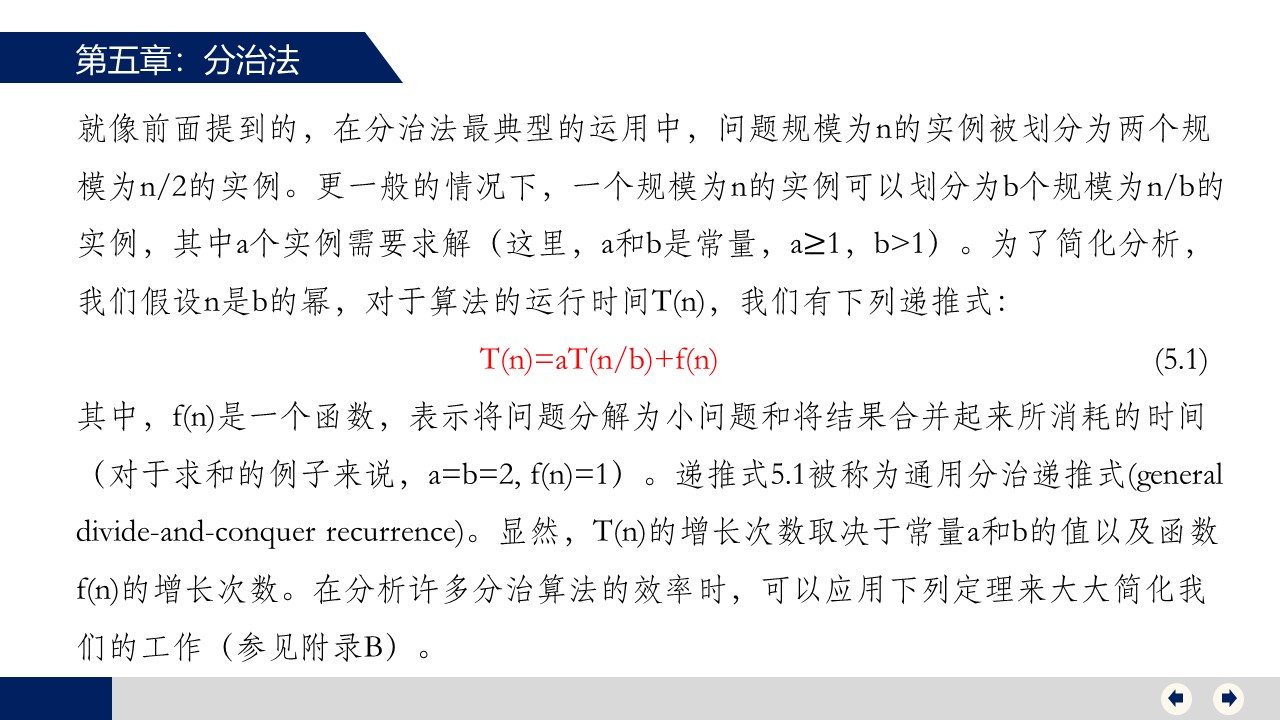 第五章：分治法
就像前面提到的，在分治法最典型的运用中，问题规模为n的实例被划分为两个规
模为n/2的实例。更一般的情况下，一个规模为n的实例可以划分为b个规模为n/b的
实例，其中a个实例需要求解（这里，a和b是常量，a≥1，b>1）。为了简化分析，
我们假设n是b的幂，对于算法的运行时间T(n)，我们有下列递推式：
T(n)=aT(n/b)+f(n) (5.1)
其中，f(n)是一个函数，表示将问题分解为小问题和将结果合并起来所消耗的时间
（对于求和的例子来说，a=b=2, f(n)=1）。递推式5.1被称为通用分治递推式(general
divide-and-conquer recurrence)。显然，T(n)的增长次数取决于常量a和b的值以及函数
f(n)的增长次数。在分析许多分治算法的效率时，可以应用下列定理来大大简化我
们的工作（参见附录B）。